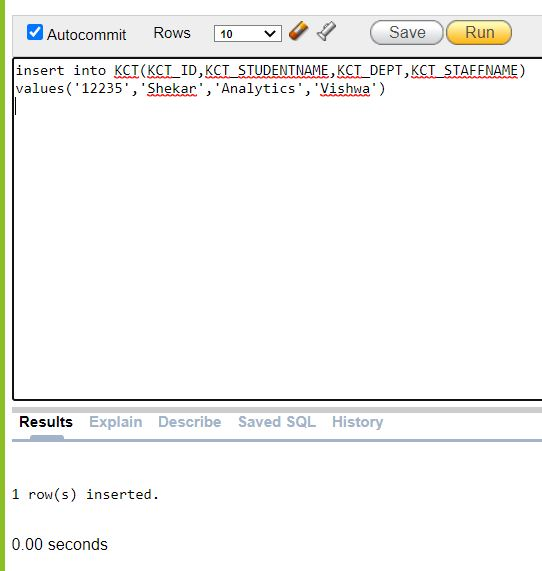 Autocommit Rows 10 Save Run
insert into KCT(KCT_ID,KCT_STUDENTNAME,KCT_DEPT,KCT_STAFFNAME)
values('12235','Shekar','Analytics','Vishwa')
Results Explain Describe Saved SQL History
1 row(s) inserted.
0.00 seconds